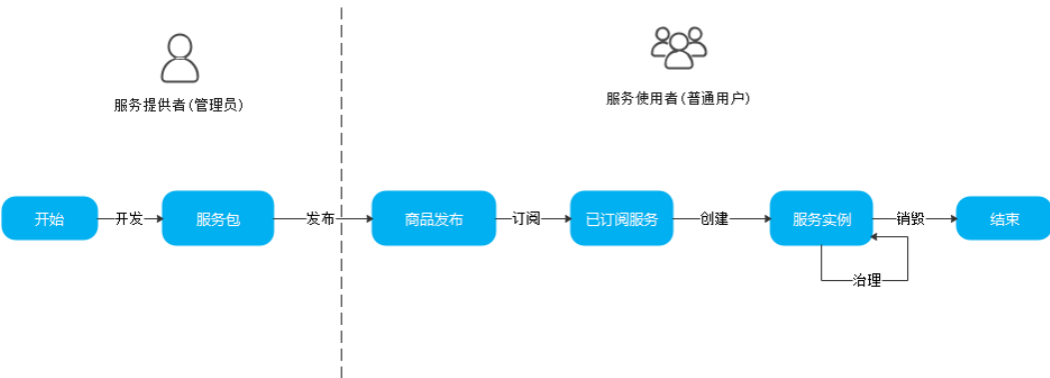 服务提供者(管理员)
服务使用者(普通用户)
开始
开发
服务包
发布
商品发布
订阅
已订阅服务
创建
服务实例
销毁
结束
治理